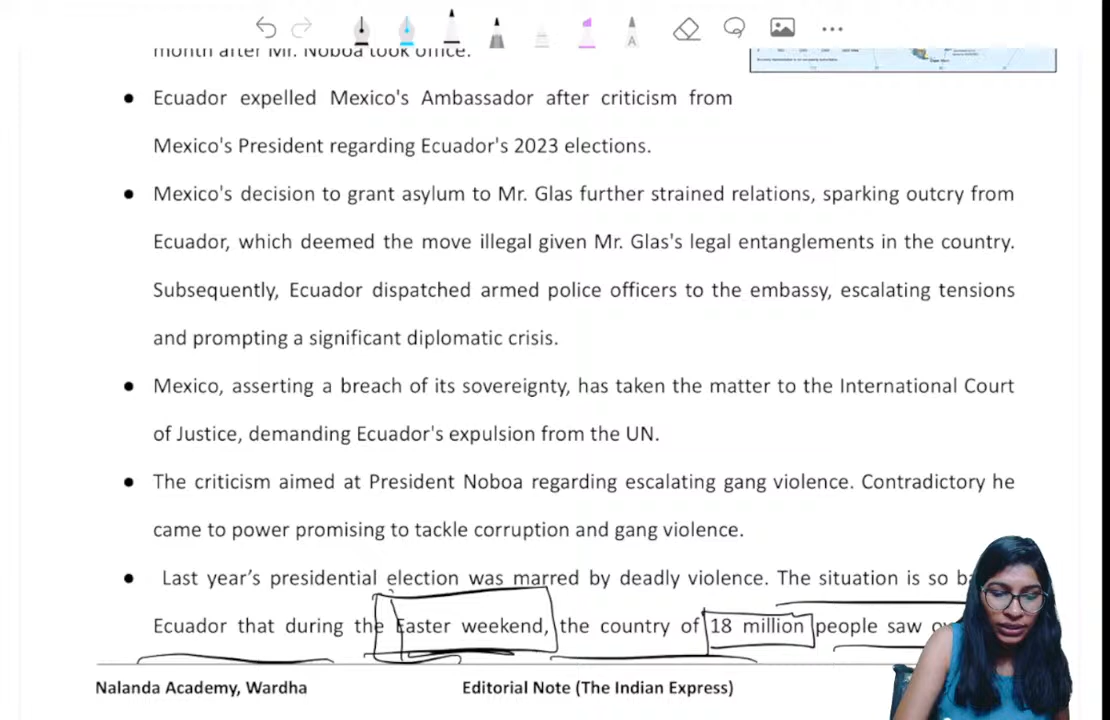 month after Mr. Noboa took office.
● Ecuador expelled Mexico's Ambassador after criticism from
Mexico's President regarding Ecuador's 2023 elections.
● Mexico's decision to grant asylum to Mr. Glas further strained relations, sparking outcry from
Ecuador, which deemed the move illegal given Mr. Glas's legal entanglements in the country.
Subsequently, Ecuador dispatched armed police officers to the embassy, escalating tensions
and prompting a significant diplomatic crisis.
● Mexico, asserting a breach of its sovereignty, has taken the matter to the International Court
of Justice, demanding Ecuador's expulsion from the UN.
● The criticism aimed at President Noboa regarding escalating gang violence. Contradictory he
came to power promising to tackle corruption and gang violence.
● Last year's presidential election was marred by deadly violence. The situation is so
Ecuador that during the Easter weekend, the country of 18 million people saw
Nalanda Academy, Wardha Editorial Note (The Indian Express)